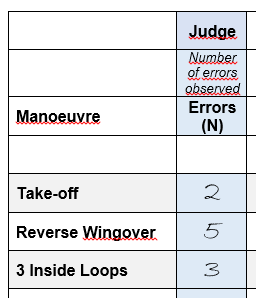 Judge
Number
of errors
observed
Manoeuvre
Errors
(N)
Take-off 2
Reverse Wingover 5
3 Inside Loops 3